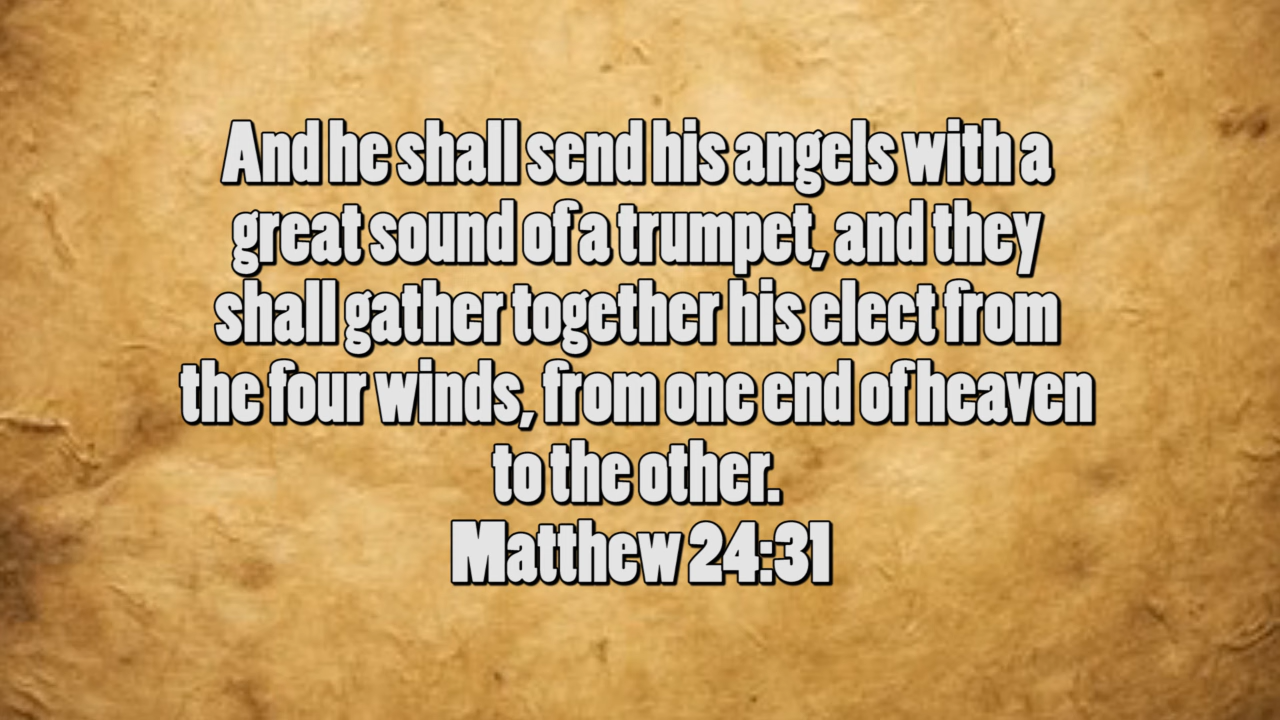 And he shall send his angels with a
great sound of a trumpet, and they
shall gather together his elect from
the four winds, from one end of heaven
to the other.
Matthew 24:31